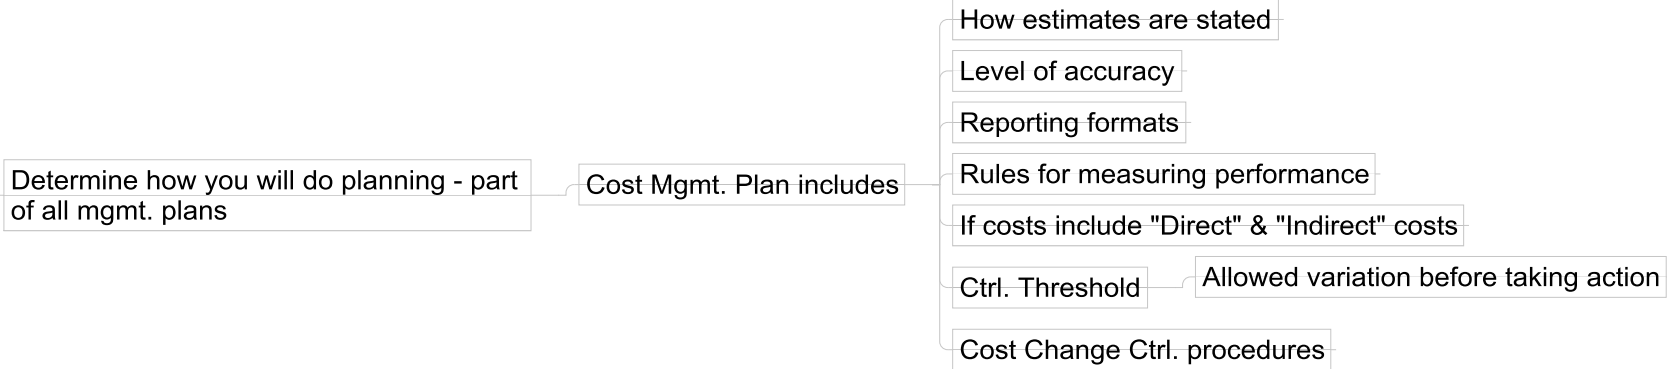 Determine how you will do planning - part
of all mgmt. plans
Cost Mgmt. Plan includes
How estimates are stated
Level of accuracy
Reporting formats
Rules for measuring performance
If costs include "Direct" & "Indirect" costs
Ctrl. Threshold
Allowed variation before taking action
Cost Change Ctrl. procedures